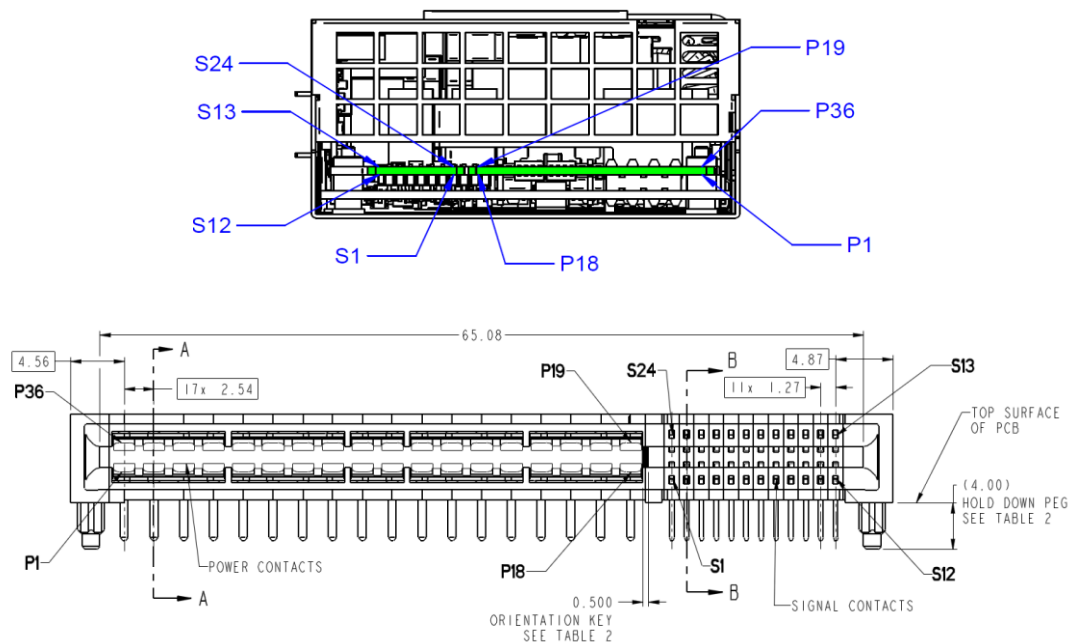 S24
P19
S13
P36
S12
S1
P18
P1
65.08
4.56
A
B
4.87
P36
17x 2.54
P19
S24
11x 1.27
S13
TOP SURFACE
OF PCB
(4.00)
HOLD DOWN PEG
SEE TABLE 2
P1
POWER CONTACTS
P18
S1
S12
A
0.500
ORIENTATION KEY
SEE TABLE 2
B
SIGNAL CONTACTS